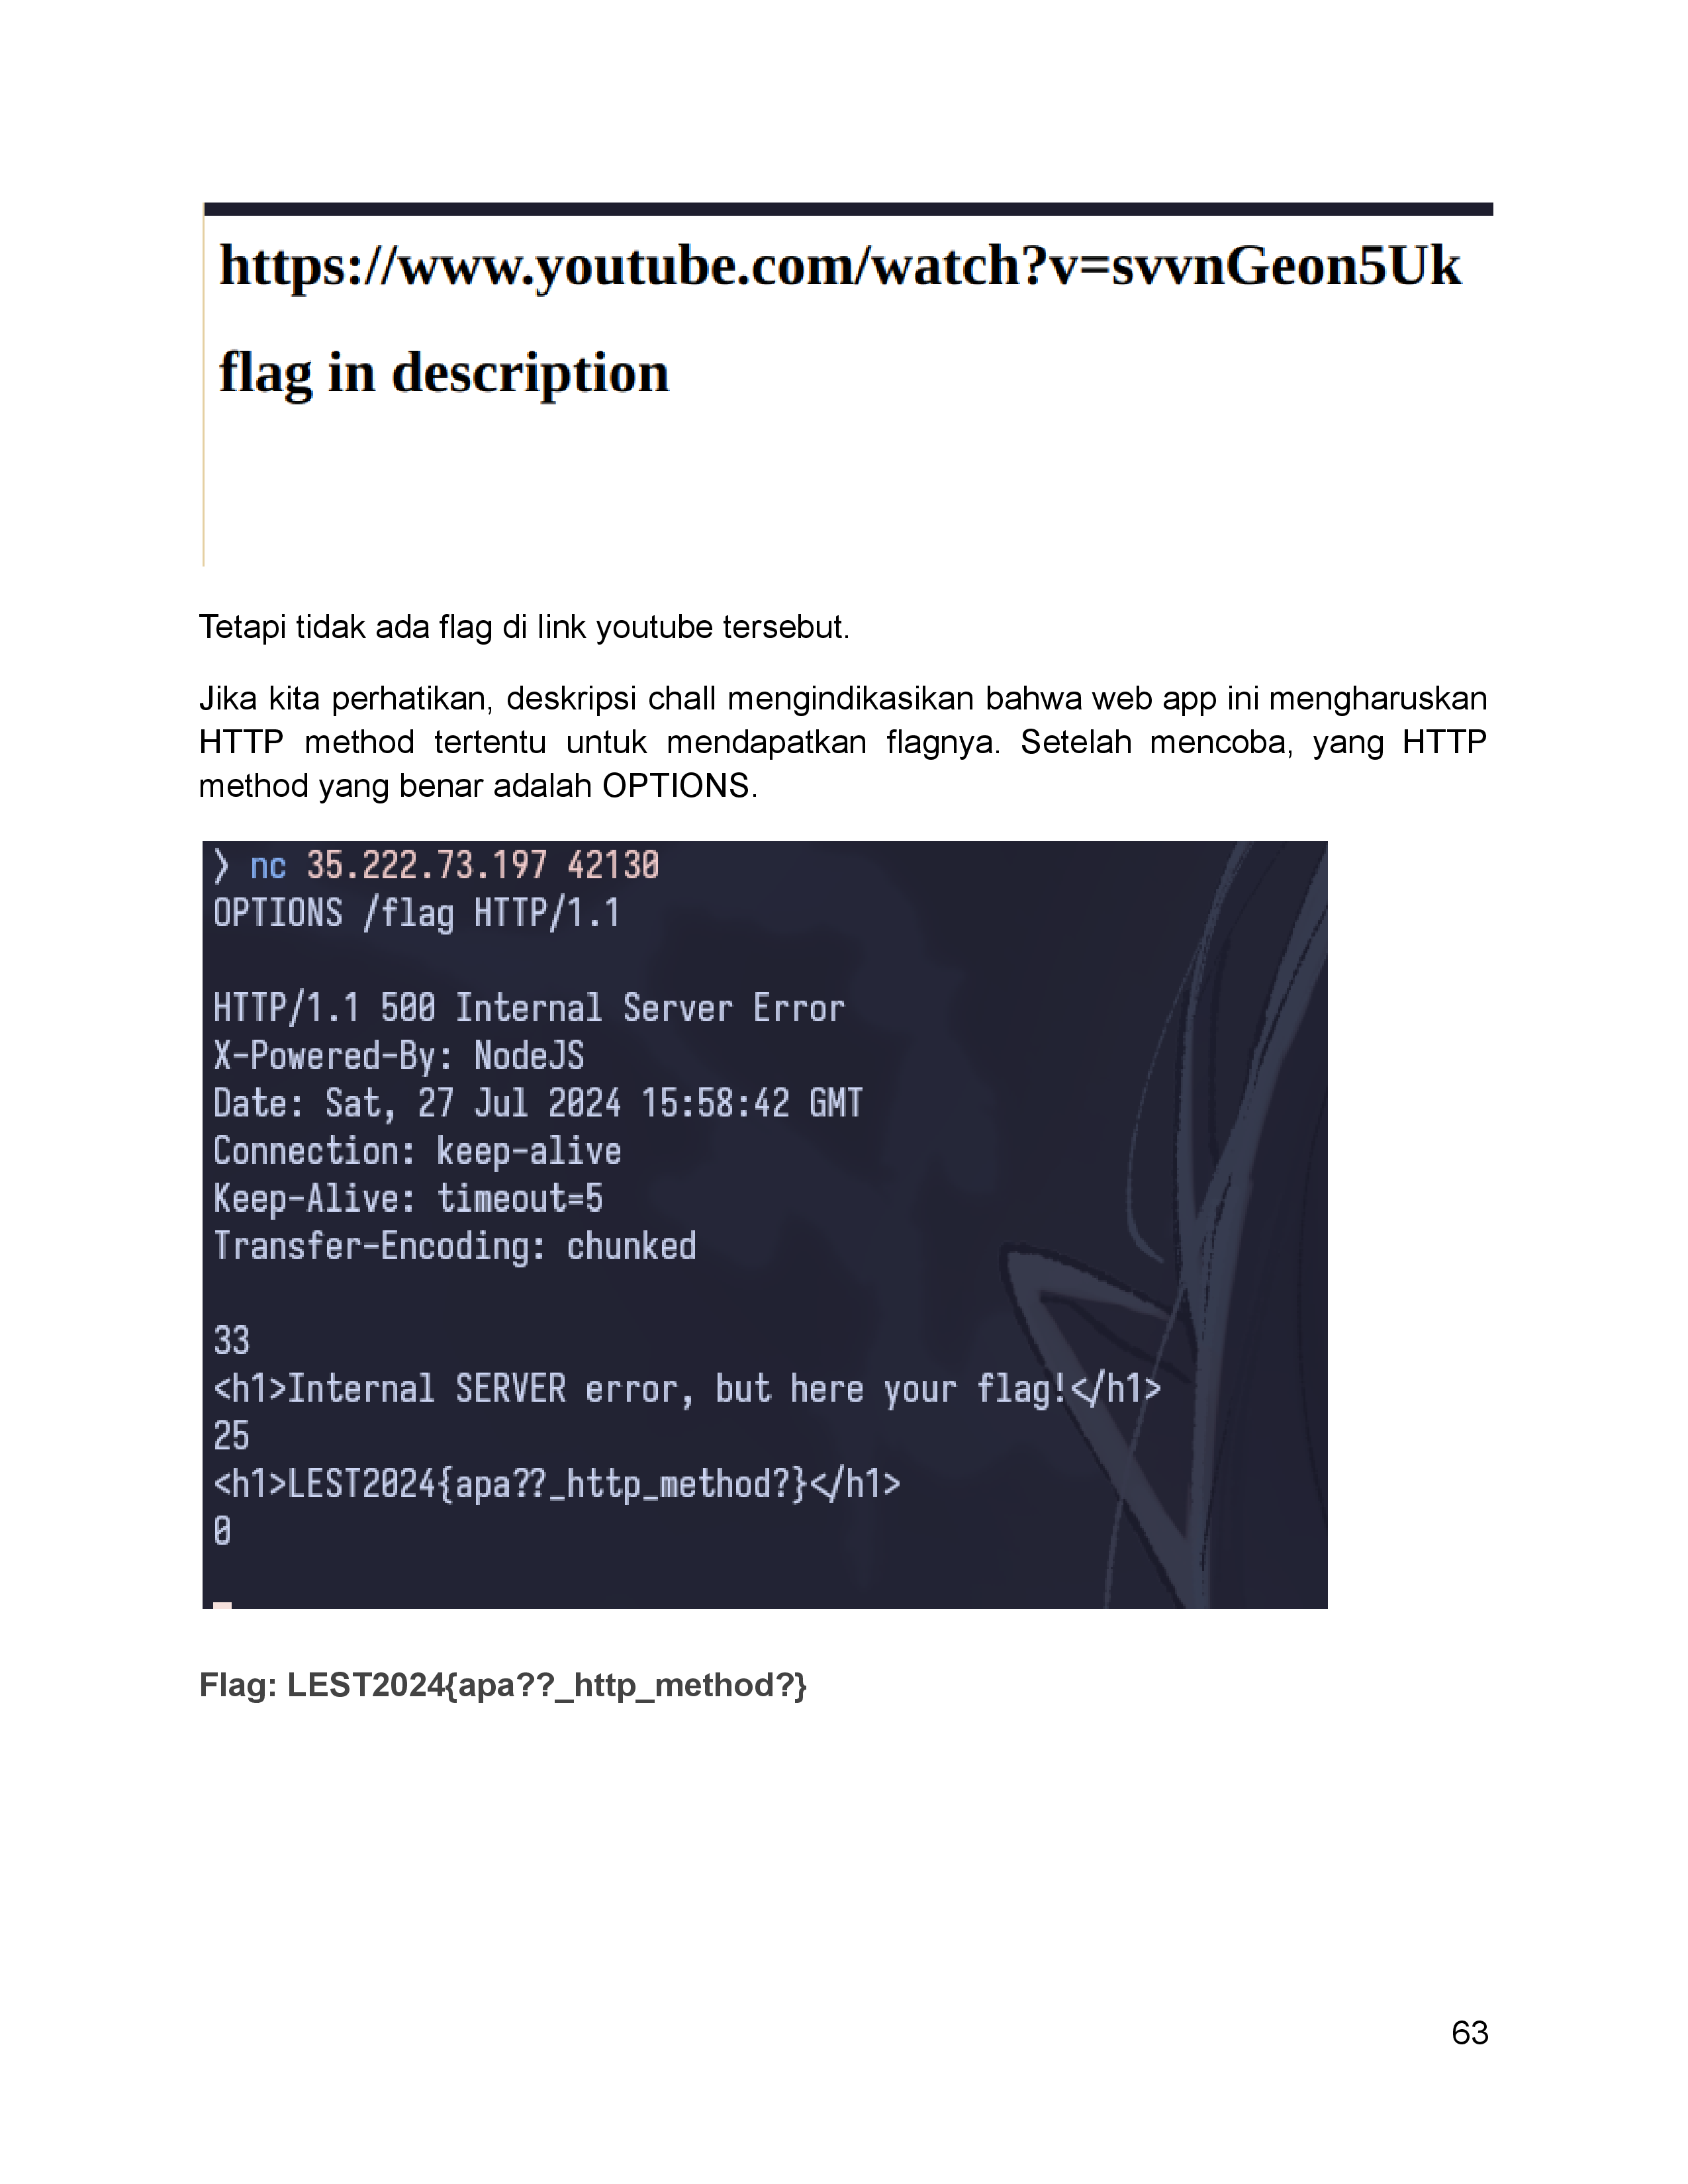 https://www.youtube.com/watch?v=svvnGeon5Uk
flag in description
Tetapi tidak ada flag di link youtube tersebut.
Jika kita perhatikan, deskripsi chall mengindikasikan bahwa web app ini mengharuskan
HTTP method tertentu untuk mendapatkan flagnya. Setelah mencoba, yang HTTP
method yang benar adalah OPTIONS.
❯ nc 35.222.73.197 42130
OPTIONS /flag HTTP/1.1
HTTP/1.1 500 Internal Server Error
X-Powered-By: NodeJS
Date: Sat, 27 Jul 2024 15:58:42 GMT
Connection: keep-alive
Keep-Alive: timeout=5
Transfer-Encoding: chunked
33
<h1>Internal SERVER error, but here your flag!</h1>
25
<h1>LEST2024{apa??_http_method?}</h1>
0
Flag: LEST2024{apa??_http_method?}
63